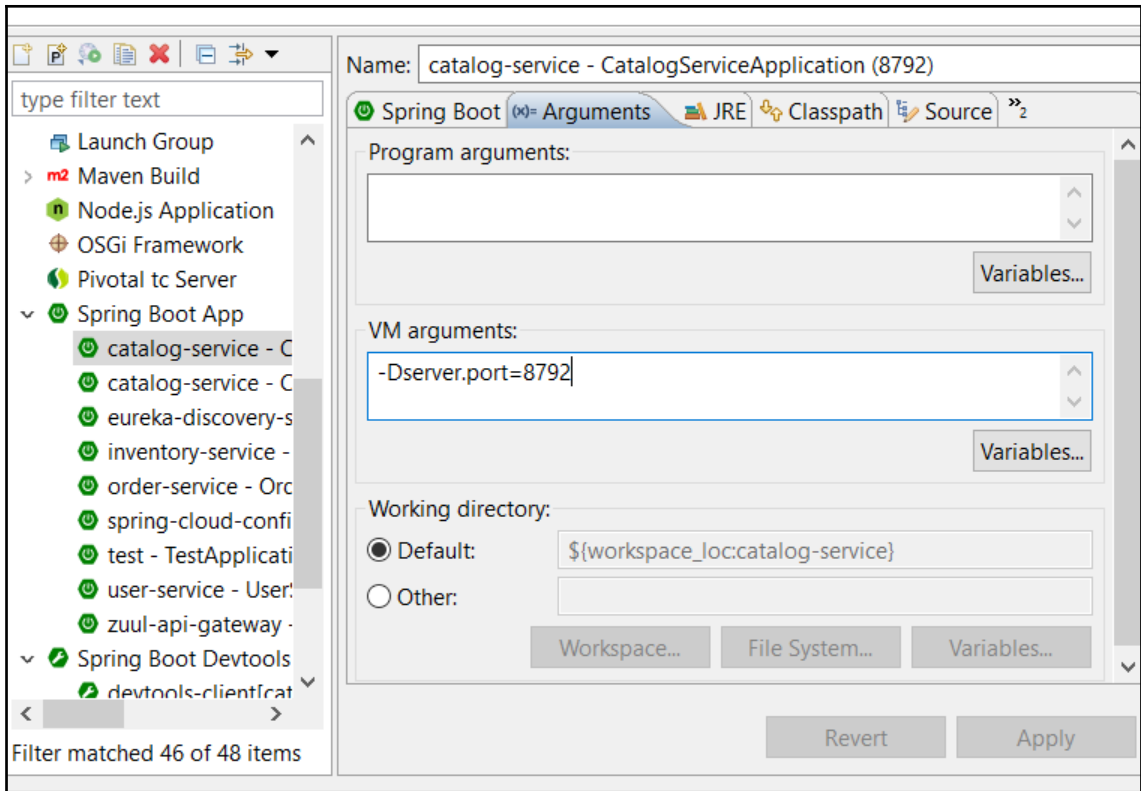 type filter text
Launch Group
m2 Maven Build
n Node.js Application
OSGi Framework
Pivotal tc Server
Spring Boot App
catalog-service - C
catalog-service - C
eureka-discovery-s
inventory-service -
order-service - Orc
spring-cloud-confi
test - TestApplicati
user-service - User
zuul-api-gateway -
Spring Boot Devtools
devtools-client[cat
Filter matched 46 of 48 items
Name: catalog-service - CatalogServiceApplication (8792)
Spring Boot (x)= Arguments JRE Classpath Source »2
Program arguments:
Variables...
VM arguments:
-Dserver.port=8792
Variables...
Working directory:
Default: ${workspace_loc:catalog-service}
Other:
Workspace... File System... Variables...
Revert Apply